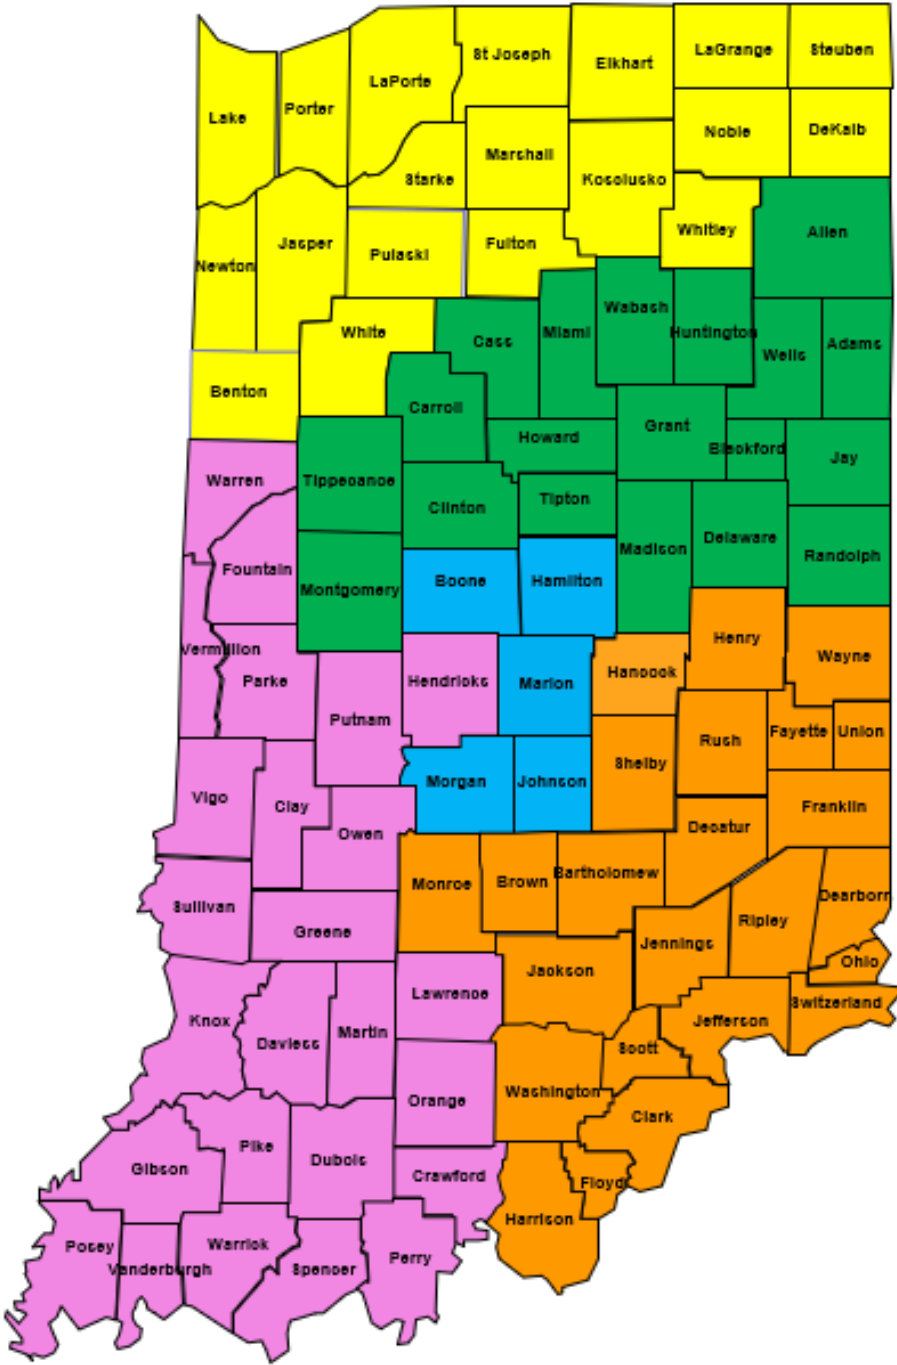 St Joseph
LaGrange
Steuben
Elkhart
LaPorte
Porter
Lake
Noble
DeKalb
Marshall
Starke
Kosciusko
Whitley
Allen
Jasper
Fulton
Pulaski
Newton
White
Cass
Miami
Wabash
Huntington
Wells
Adams
Benton
Carroll
Howard
Grant
Blackford
Jay
Warren
Tippecanoe
Clinton
Tipton
Madison
Delaware
Randolph
Fountain
Montgomery
Boone
Hamilton
Henry
Wayne
Vermillion
Parke
Hendricks
Marion
Hancock
Putnam
Rush
Fayette
Union
Shelby
Vigo
Clay
Morgan
Johnson
Franklin
Owen
Decatur
Monroe
Brown
Bartholomew
Dearborn
Sullivan
Greene
Ripley
Jennings
Ohio
Lawrence
Jackson
Switzerland
Knox
Daviess
Martin
Jefferson
Scott
Orange
Washington
Clark
Gibson
Pike
Dubois
Crawford
Floyd
Harrison
Posey
Vanderburgh
Warrick
Spencer
Perry